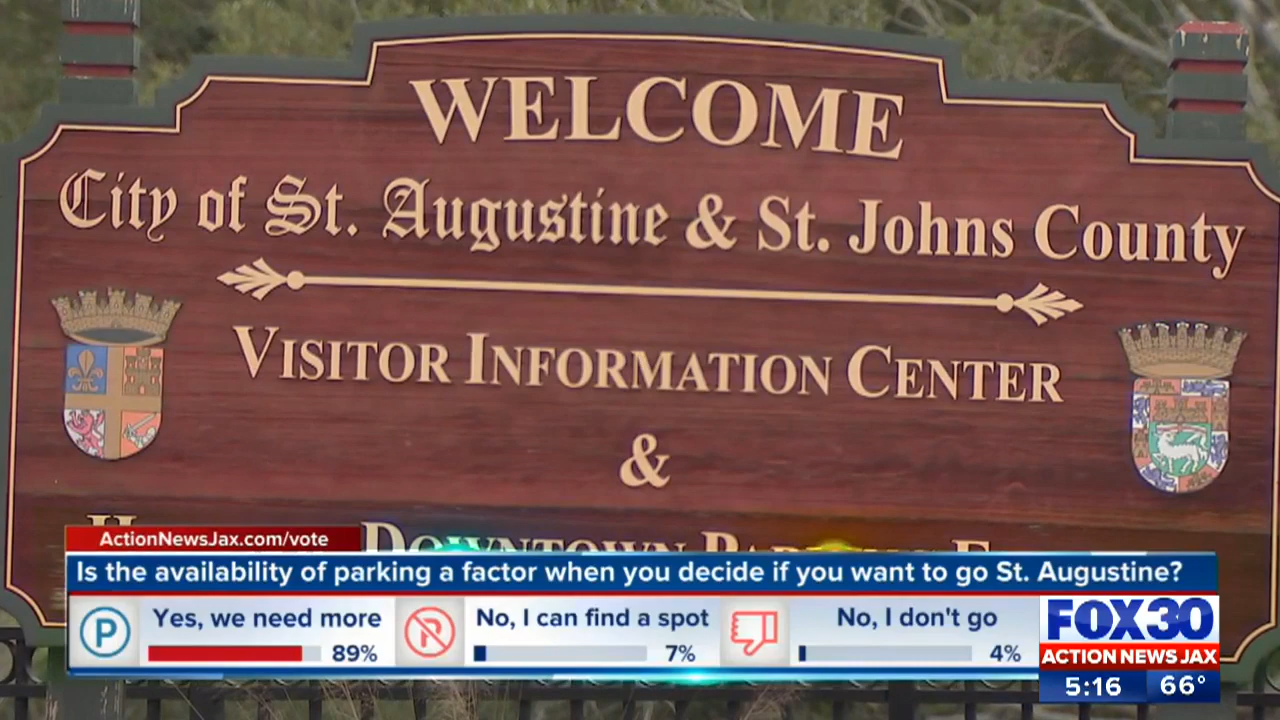 WELCOME
City of St. Augustine & St. Johns County
VISITOR INFORMATION CENTER
&
DOWNTOWN
ActionNewsJax.com/vote
Is the availability of parking a factor when you decide if you want to go St. Augustine?
Yes, we need more
89%
No, I can find a spot
7%
No, I don't go
4%
FOX30
ACTION NEWS JAX
5:16 66°